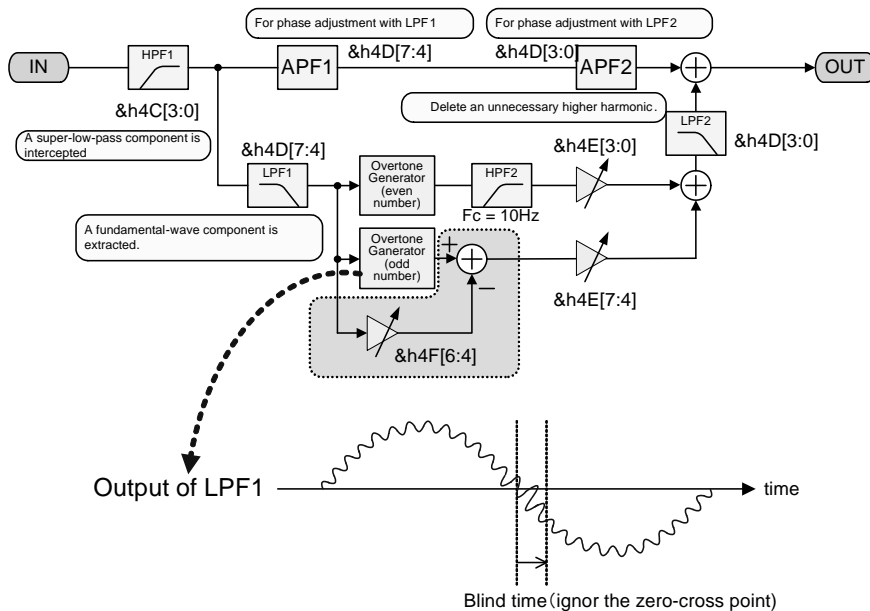 For phase adjustment with LPF1
For phase adjustment with LPF2
&h4D[7:4]
&h4D[3:0]
IN
HPF1
APF1
APF2
+
OUT
&h4C[3:0]
Delete an unnecessary higher harmonic.
LPF2
&h4D[3:0]
A super-low-pass component is
intercepted
&h4D[7:4]
&h4E[3:0]
LPF1
Overtone
Generator
(even
number)
HPF2
+
Fc = 10Hz
A fundamental-wave component is
extracted.
Overtone
Ganerator
(odd
number)
+
+
−
&h4E[7:4]
&h4F[6:4]
Output of LPF1
time
Blind time(ignor the zero-cross point)